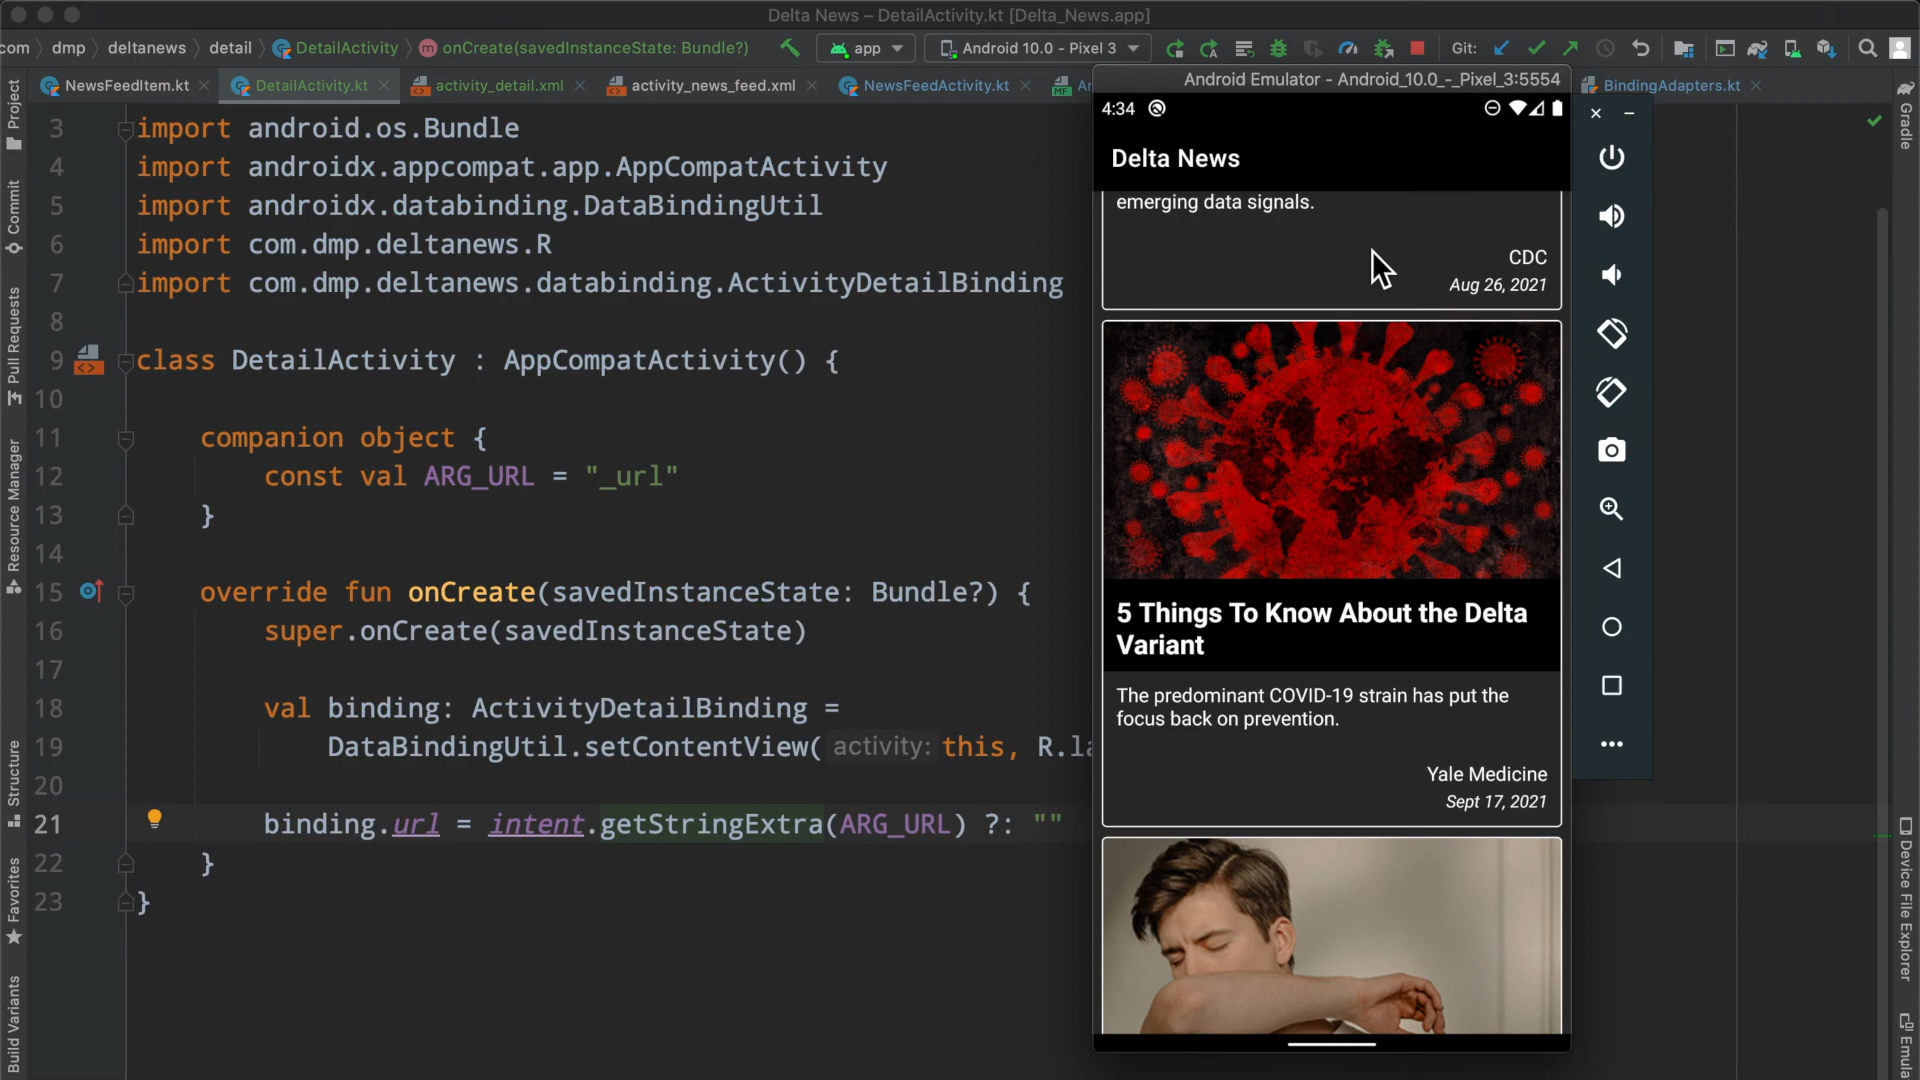 Delta News – DetailActivity.kt [Delta_News.app]
com dmp deltanews detail DetailActivity onCreate(savedInstanceState: Bundle?) app Android 10.0 - Pixel 3 Git:
NewsFeedItem.kt DetailActivity.kt activity_detail.xml activity_news_feed.xml NewsFeedActivity.kt BindingAdapters.kt
Project
Commit
Pull Requests
Resource Manager
Structure
Favorites
Build Variants
3 import android.os.Bundle
4 import androidx.appcompat.app.AppCompatActivity
5 import androidx.databinding.DataBindingUtil
6 import com.dmp.deltanews.R
7 import com.dmp.deltanews.databinding.ActivityDetailBinding
8
9 class DetailActivity : AppCompatActivity() {
10
11 companion object {
12 const val ARG_URL = "_url"
13 }
14
15 override fun onCreate(savedInstanceState: Bundle?) {
16 super.onCreate(savedInstanceState)
17
18 val binding: ActivityDetailBinding =
19 DataBindingUtil.setContentView( activity: this, R.la
20
21 binding.url = intent.getStringExtra(ARG_URL) ?: ""
22 }
23 }
Android Emulator - Android_10.0_-_Pixel_3:5554
4:34
Delta News
emerging data signals.
CDC
Aug 26, 2021
5 Things To Know About the Delta
Variant
The predominant COVID-19 strain has put the
focus back on prevention.
Yale Medicine
Sept 17, 2021
Gradle
Device File Explorer